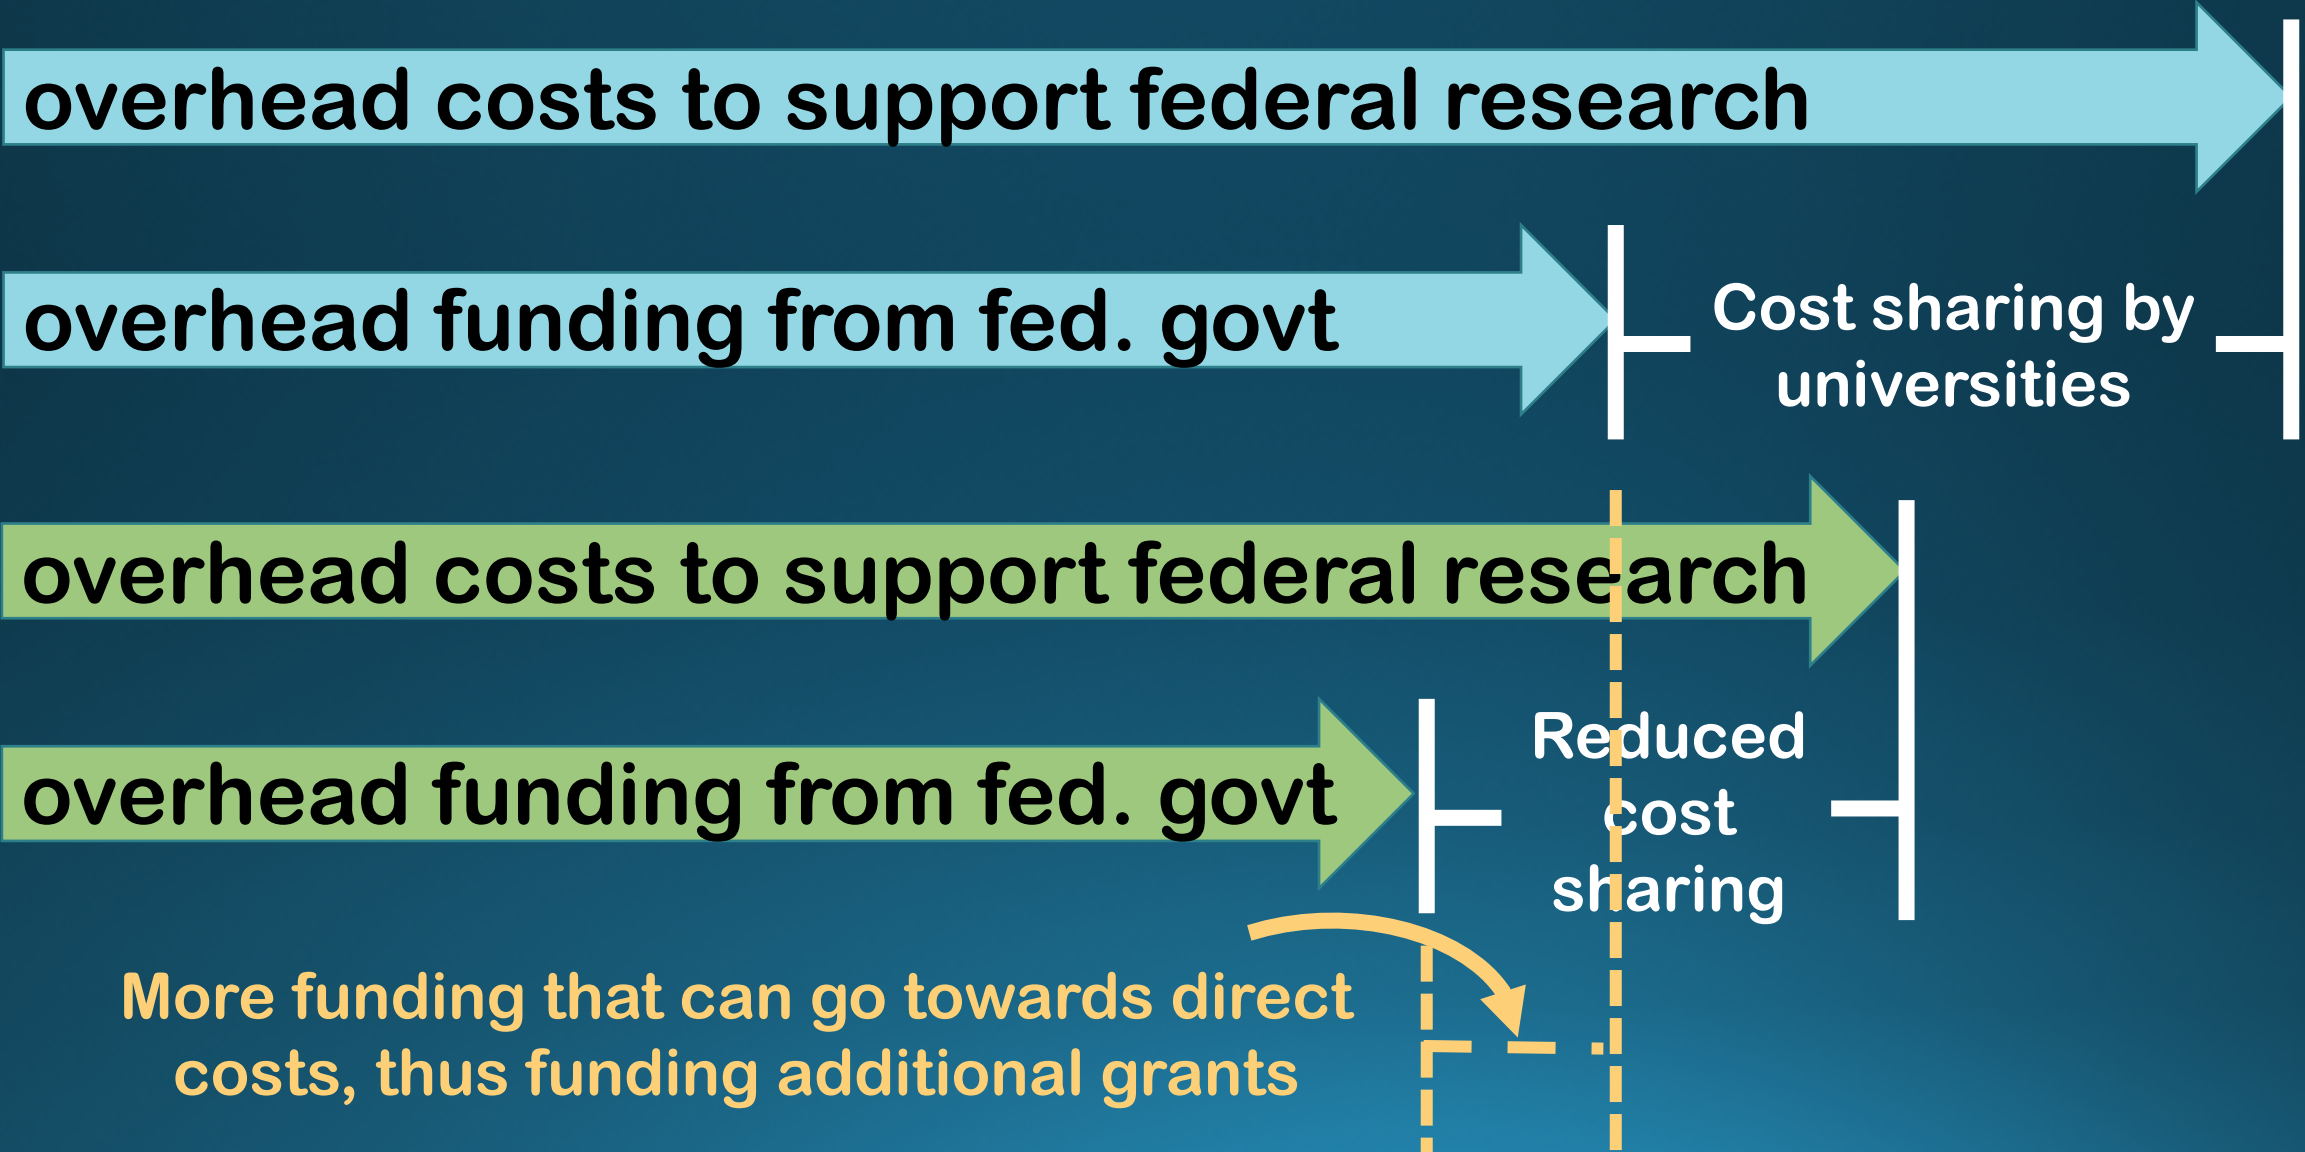 overhead costs to support federal research
overhead funding from fed. govt
Cost sharing by
universities
overhead costs to support federal research
overhead funding from fed. govt
Reduced
cost
sharing
More funding that can go towards direct
costs, thus funding additional grants